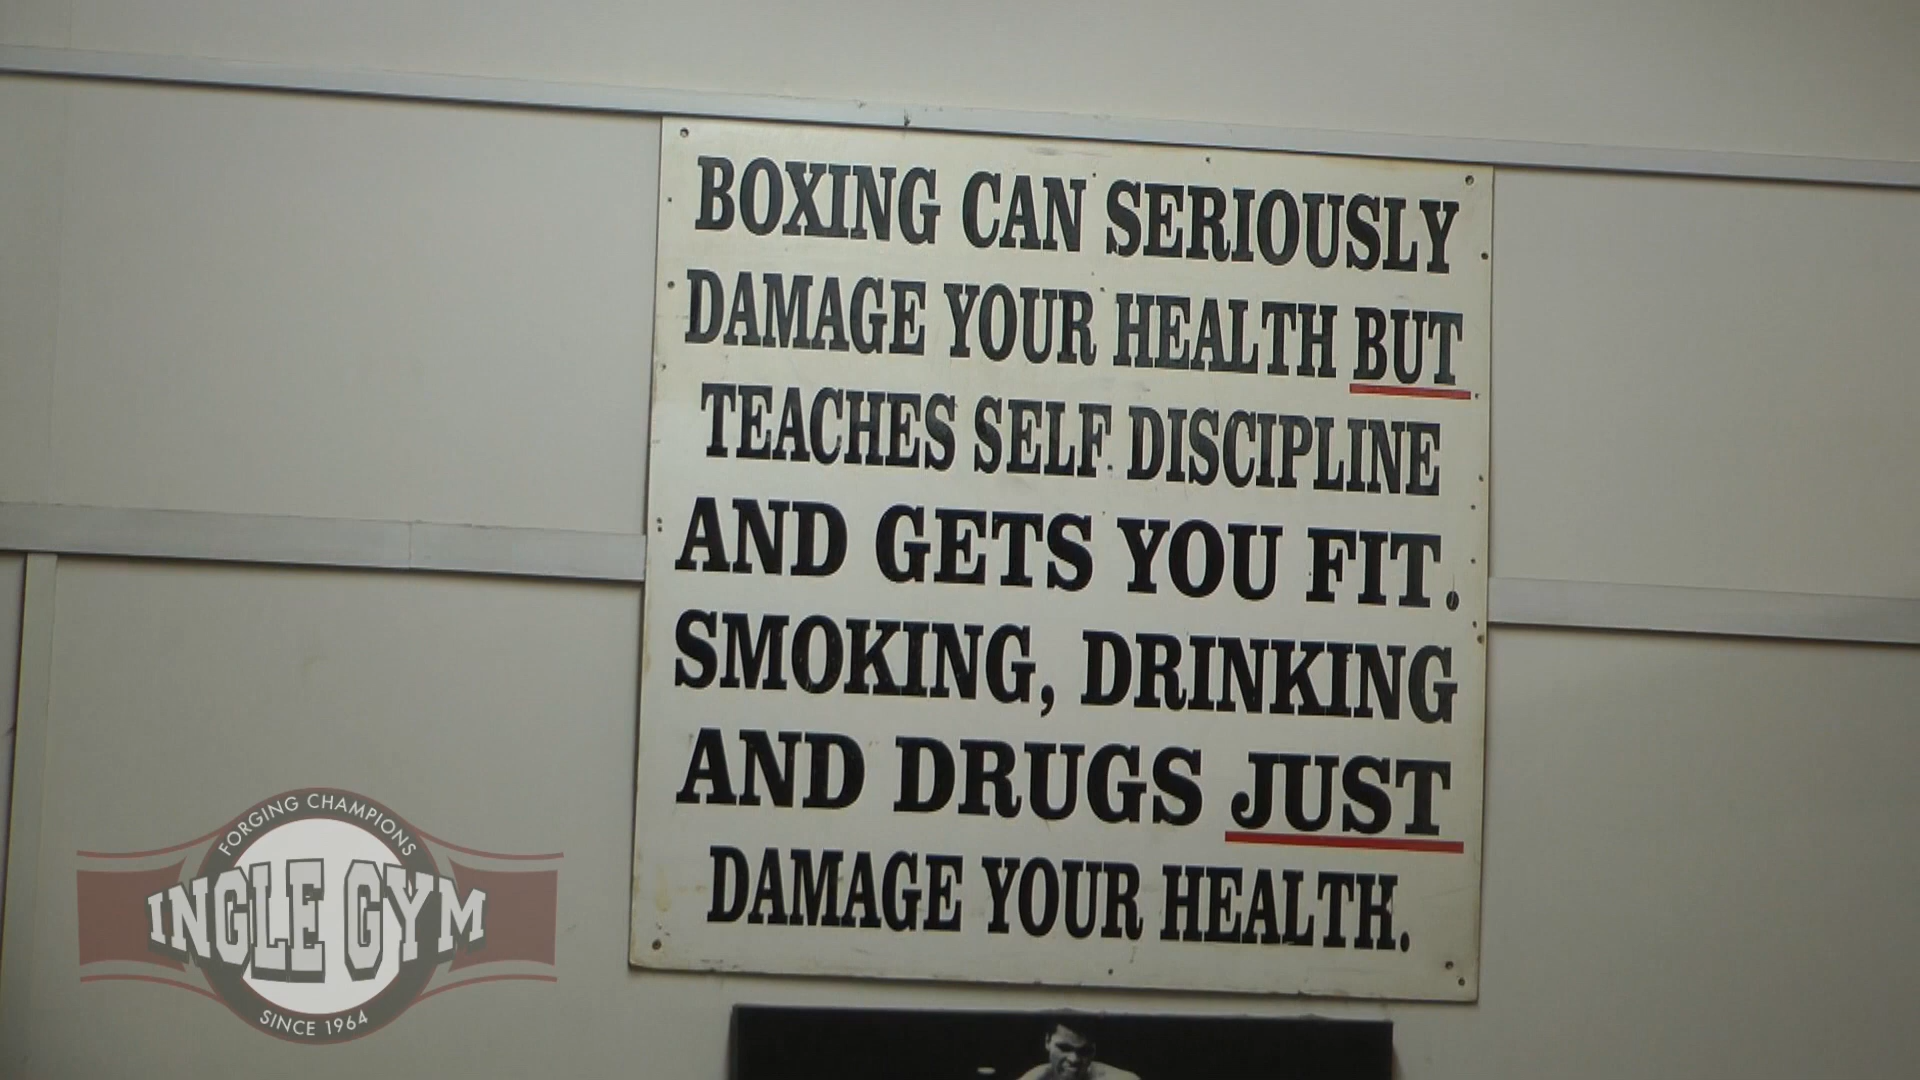 BOXING CAN SERIOUSLY
DAMAGE YOUR HEALTH BUT
TEACHES SELF DISCIPLINE
AND GETS YOU FIT.
SMOKING, DRINKING
AND DRUGS JUST
DAMAGE YOUR HEALTH.
FORGING CHAMPIONS
INGLE GYM
SINCE 1964